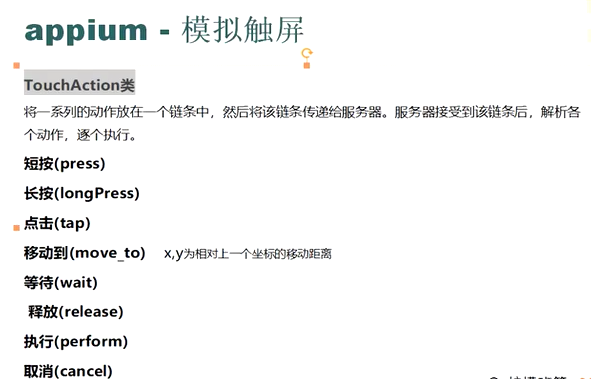 appium - 模拟触屏
TouchAction类
将一系列的动作放在一个链条中，然后将该链条传递给服务器。服务器接受到该链条后，解析各
个动作，逐个执行。
短按(press)
长按(longPress)
点击(tap)
移动到(move_to) x,y为相对上一个坐标的移动距离
等待(wait)
释放(release)
执行(perform)
取消(cancel)